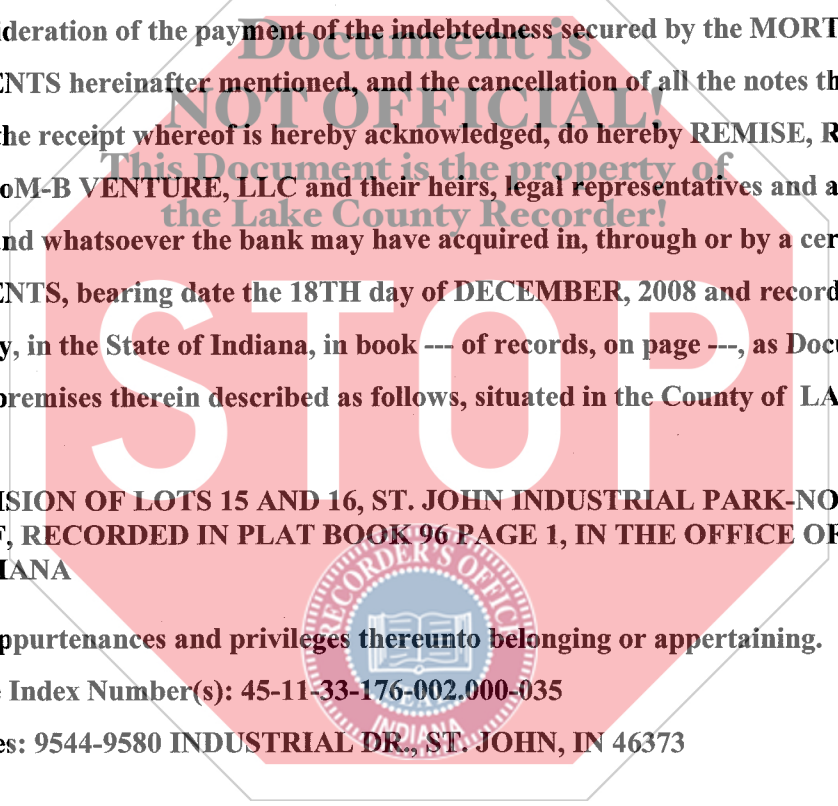 ideration of the payment of the indebtedness secured by the MORT
Document is
ENTS hereinafter mentioned, and the cancellation of all the notes th
NOT OFFICIAL!
the receipt whereof is hereby acknowledged, do hereby REMISE, R
This Document is the property of
oM-B VENTURE, LLC and their heirs, legal representatives and a
the Lake County Recorder!
nd whatsoever the bank may have acquired in, through or by a cer
ENTS, bearing date the 18TH day of DECEMBER, 2008 and record
STOP
y, in the State of Indiana, in book --- of records, on page ---, as Docu
premises therein described as follows, situated in the County of LA
ISION OF LOTS 15 AND 16, ST. JOHN INDUSTRIAL PARK-NO
F, RECORDED IN PLAT BOOK 96 PAGE 1, IN THE OFFICE OF
IANA
RECORDER'S OFFICE
ppurtenances and privileges thereunto belonging or appertaining.
Index Number(s): 45-11-33-176-002.000-035
INDIANA
es: 9544-9580 INDUSTRIAL DR., ST. JOHN, IN 46373